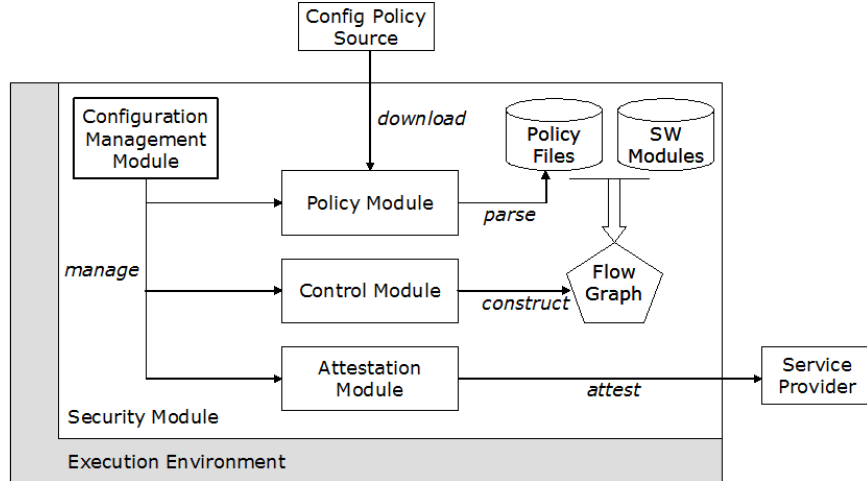 Config Policy
Source
Configuration
Management
Module
download
Policy
Files
SW
Modules
Policy Module
parse
manage
Control Module
construct
Flow
Graph
Attestation
Module
attest
Service
Provider
Security Module
Execution Environment